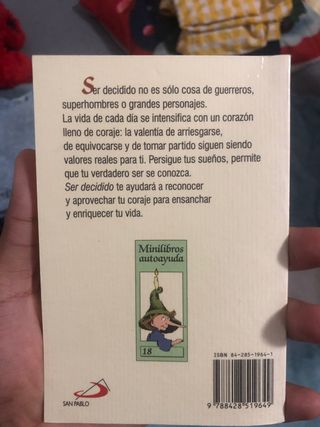 Ser decidido no es sólo cosa de guerreros,
superhombres o grandes personajes.
La vida de cada día se intensifica con un corazón
lleno de coraje: la valentía de arriesgarse,
de equivocarse y de tomar partido siguen siendo
valores reales para ti. Persigue tus sueños, permite
que tu verdadero ser se conozca.
Ser decidido te ayudará a reconocer
y aprovechar tu coraje para ensanchar
y enriquecer tu vida.
Minilibros
autoayuda
18
SAN PABLO
ISBN 84-285-1964-1
9 788428 519649